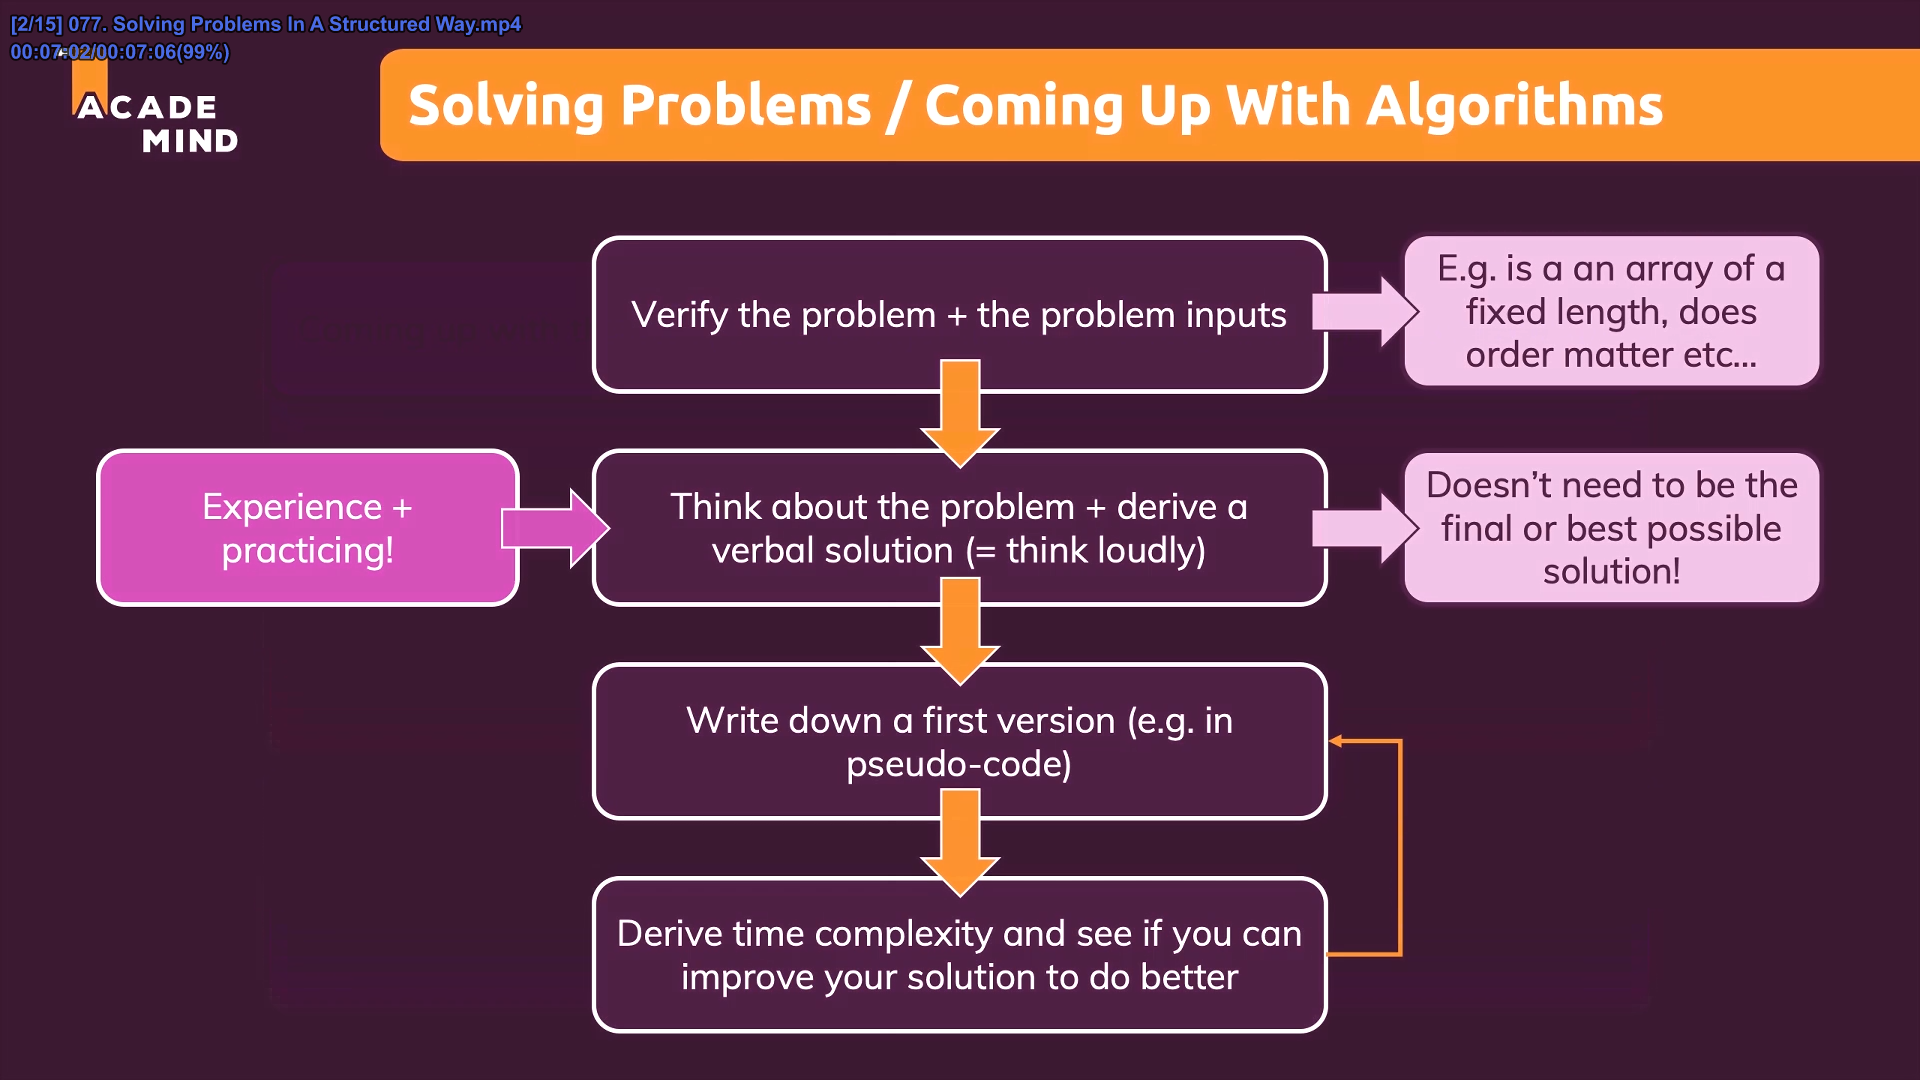 [2/15] 077. Solving Problems In A Structured Way.mp4
00:07:02/00:07:06(99%)
ACADE
MIND
Solving Problems / Coming Up With Algorithms
Verify the problem + the problem inputs
E.g. is a an array of a
fixed length, does
order matter etc...
Experience +
practicing!
Think about the problem + derive a
verbal solution (= think loudly)
Doesn't need to be the
final or best possible
solution!
Write down a first version (e.g. in
pseudo-code)
Derive time complexity and see if you can
improve your solution to do better